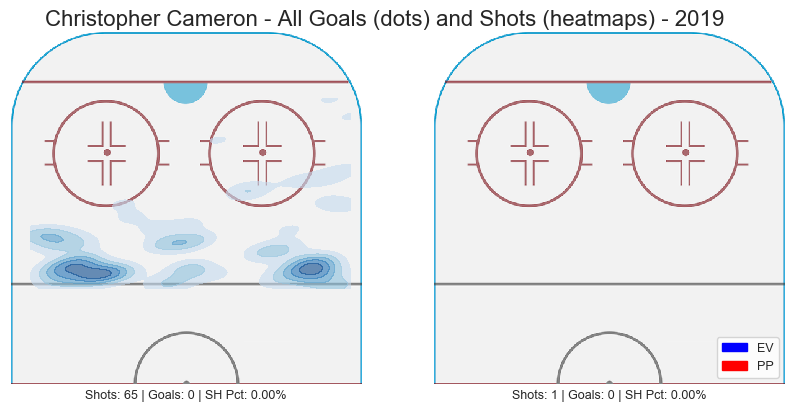 Christopher Cameron - All Goals (dots) and Shots (heatmaps) - 2019
EV
PP
Shots: 65 | Goals: 0 | SH Pct: 0.00%
Shots: 1 | Goals: 0 | SH Pct: 0.00%